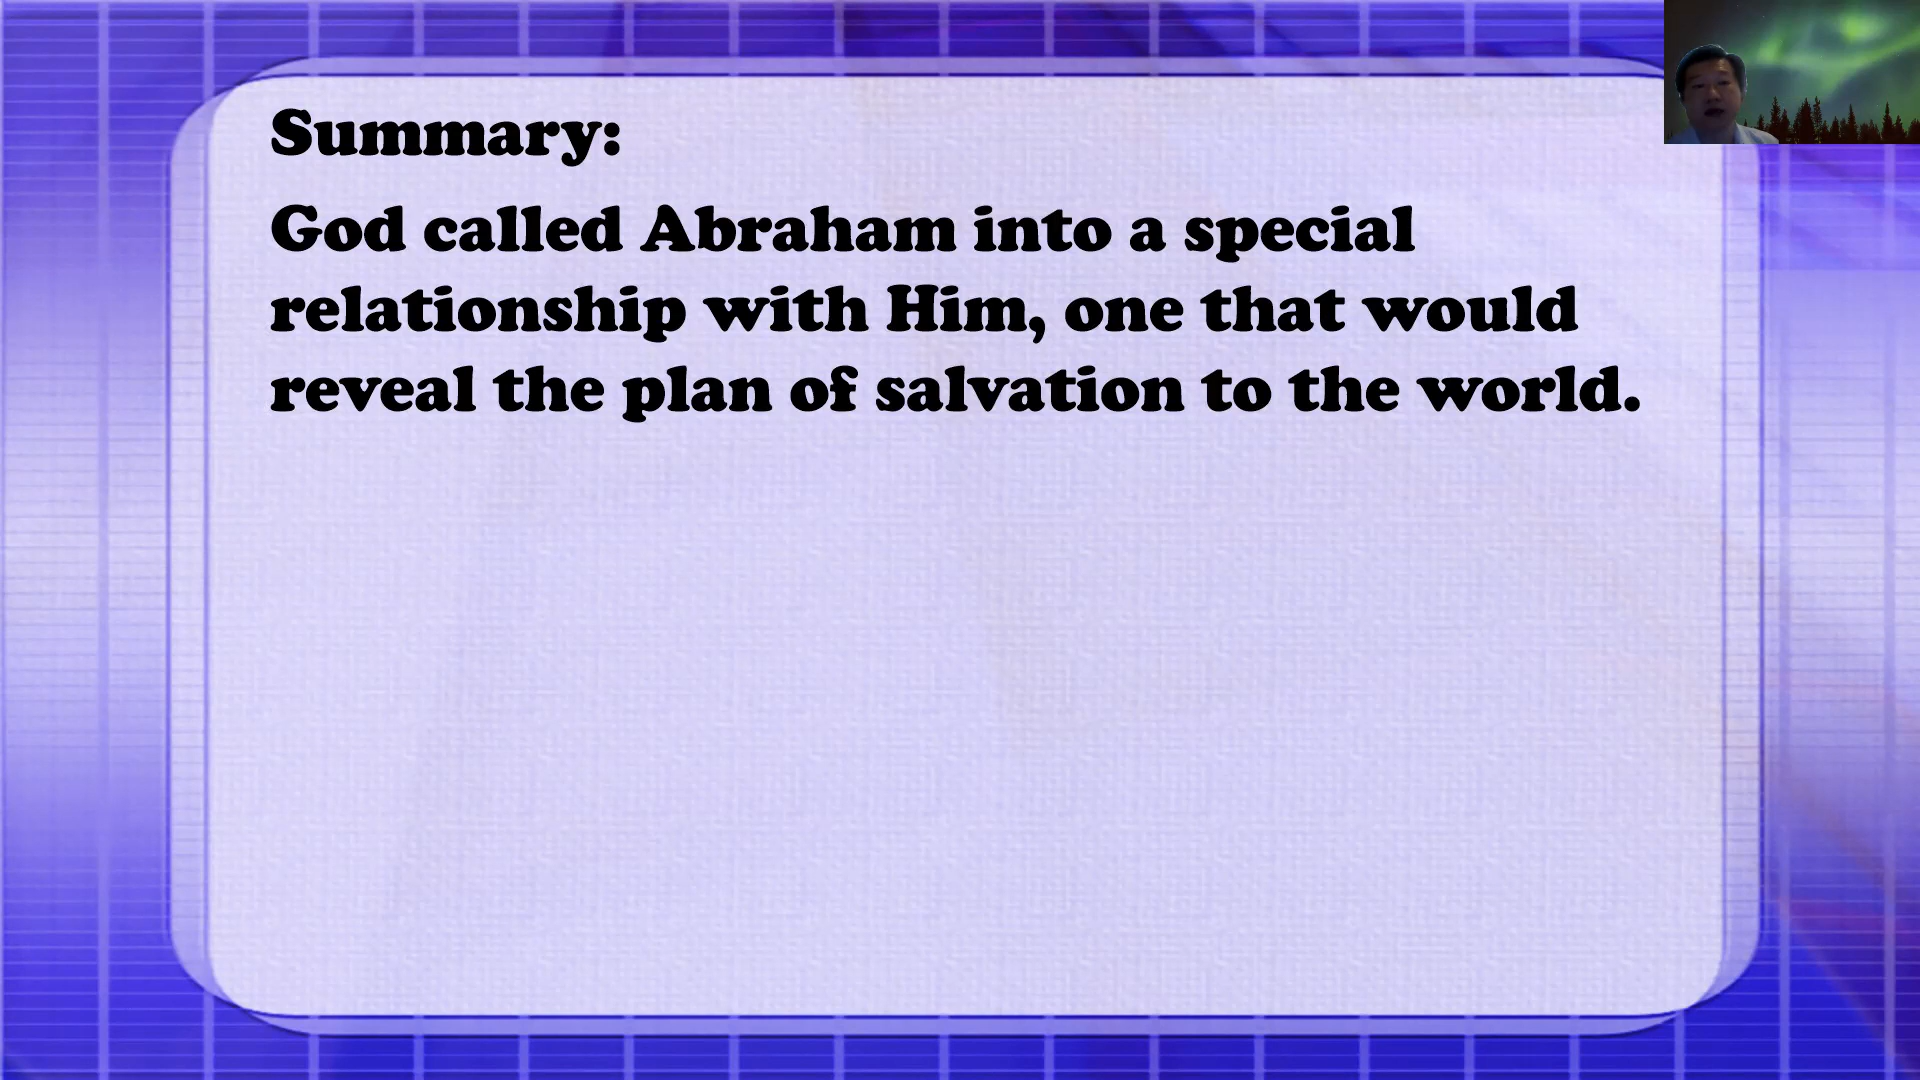 Summary:
God called Abraham into a special
relationship with Him, one that would
reveal the plan of salvation to the world.